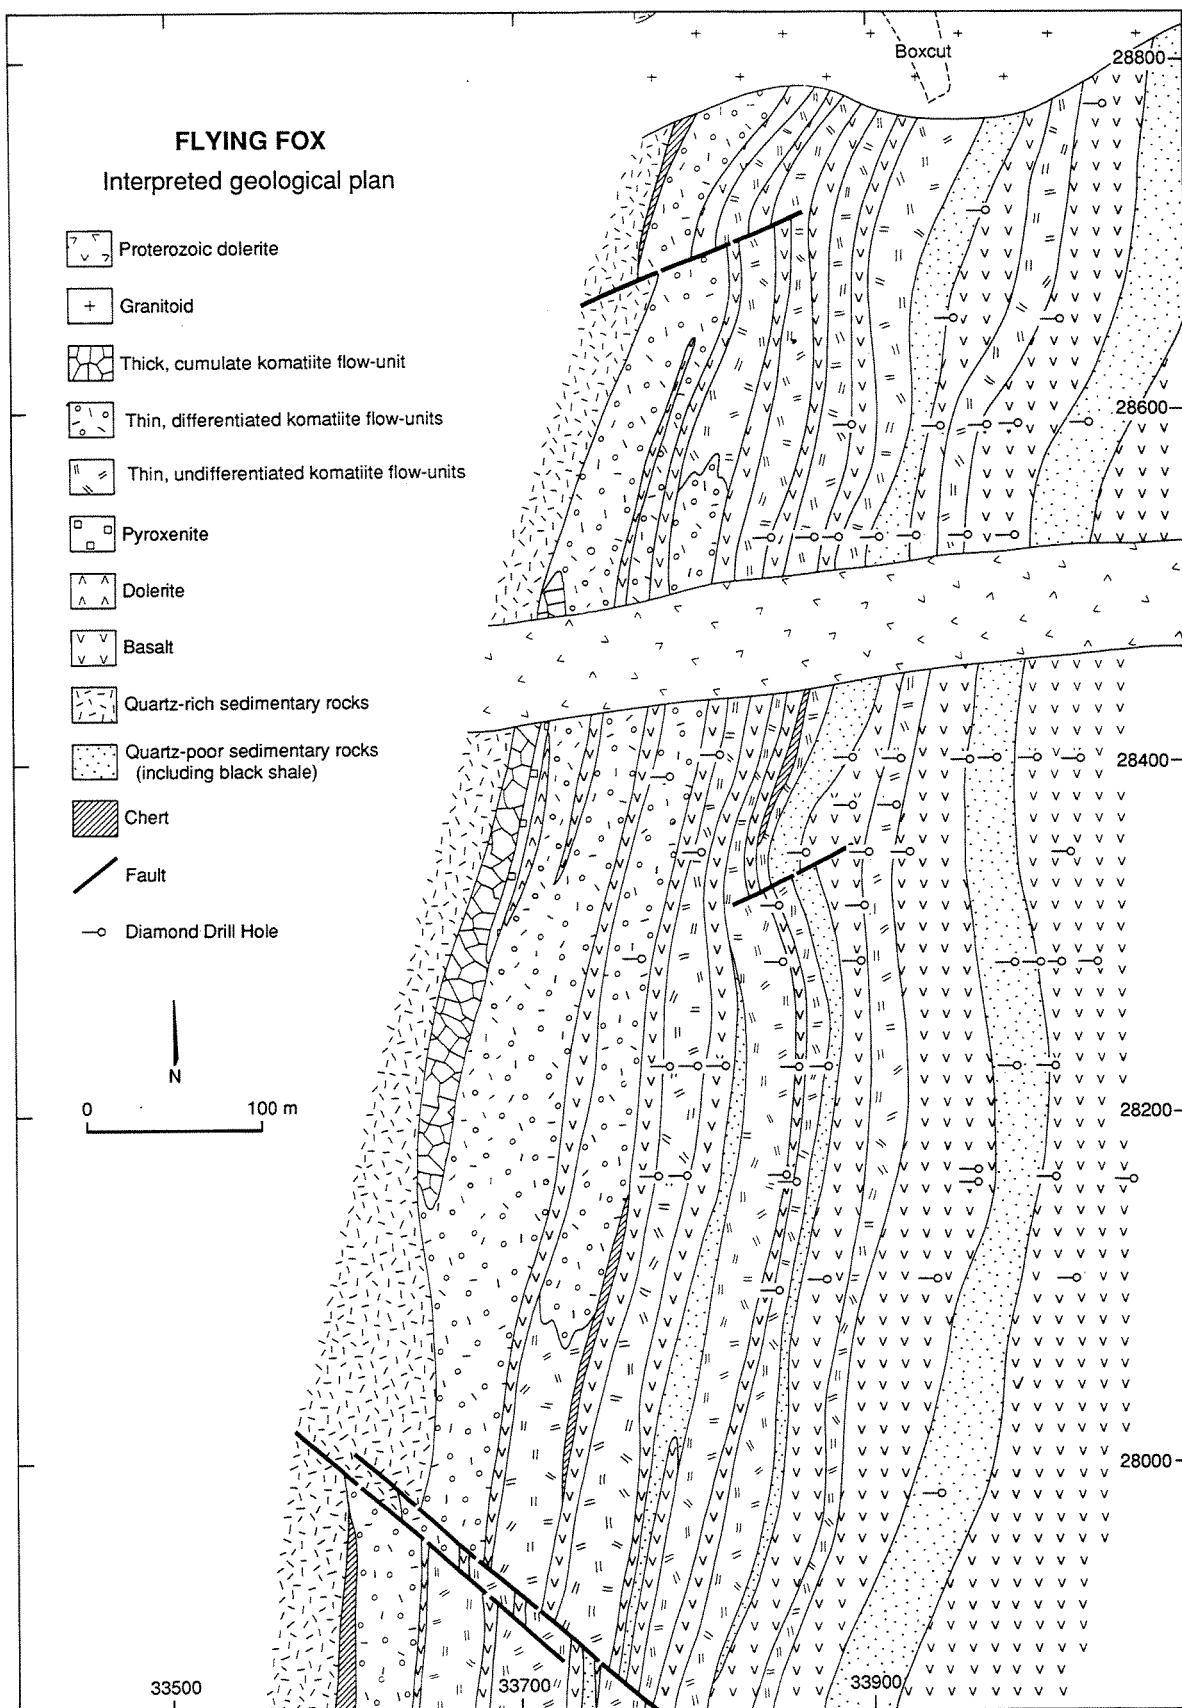 Boxcut
28800
FLYING FOX
Interpreted geological plan
Proterozoic dolerite
Granitoid
Thick, cumulate komatiite flow-unit
Thin, differentiated komatiite flow-units
Thin, undifferentiated komatiite flow-units
Pyroxenite
Dolerite
Basalt
Quartz-rich sedimentary rocks
Quartz-poor sedimentary rocks
(including black shale)
Chert
Fault
Diamond Drill Hole
N
0 100 m
28600
28400
28200
28000
33500 33700 33900